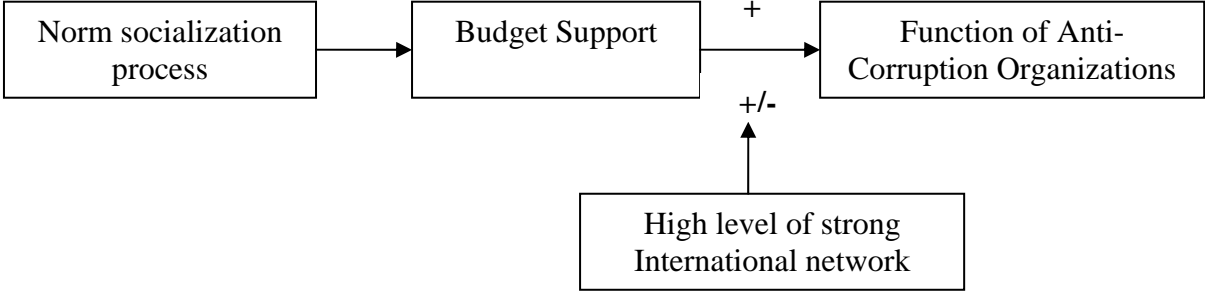 Norm socialization
process
Budget Support
+
Function of Anti-
Corruption Organizations
+/-
High level of strong
International network